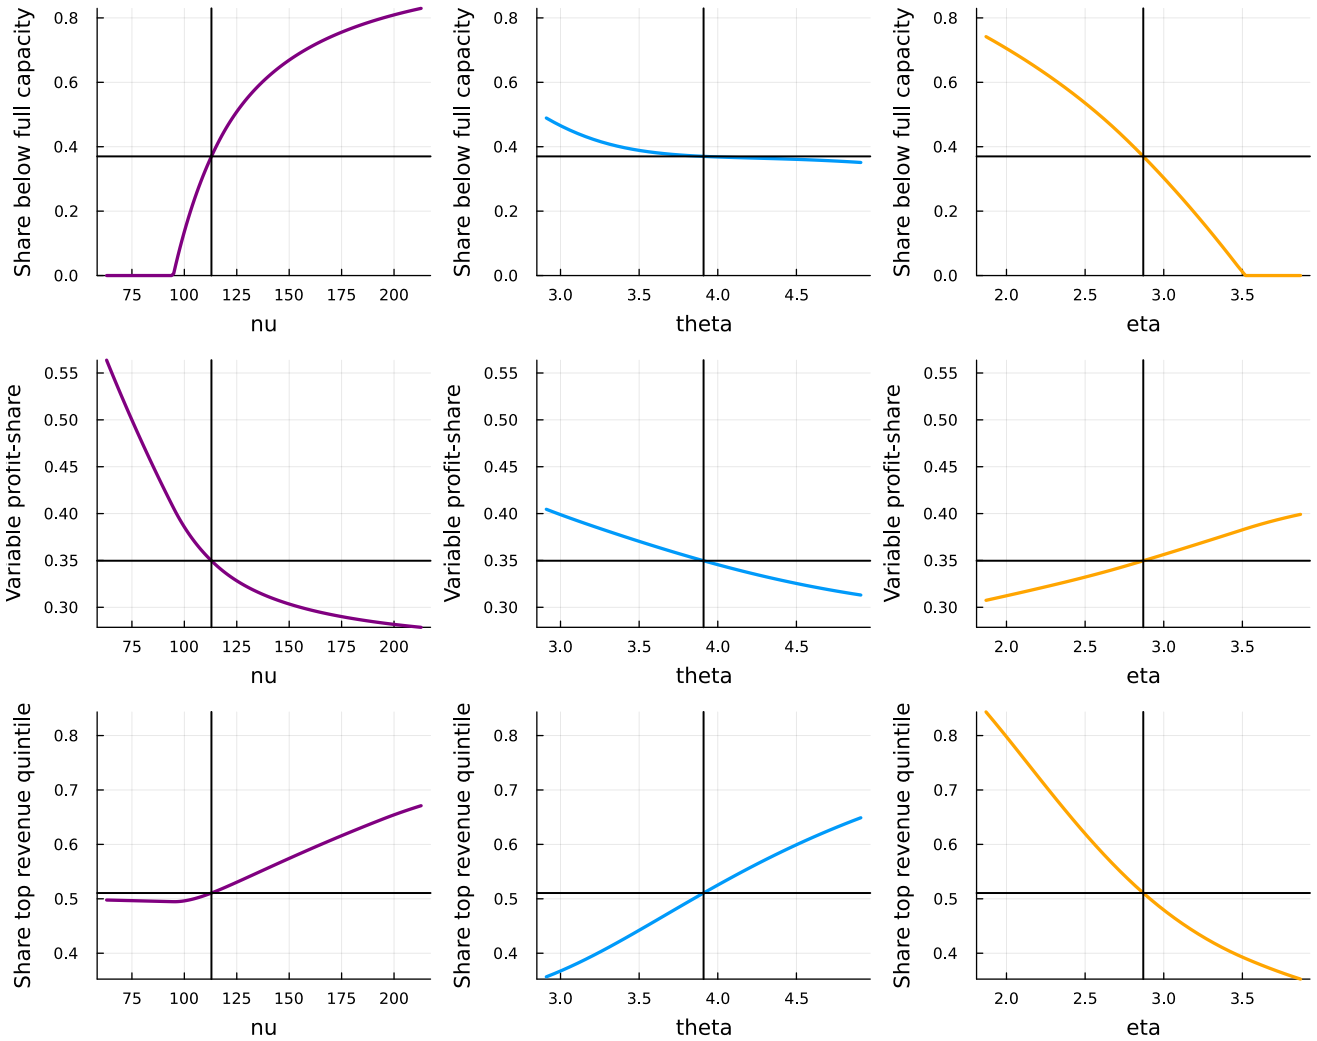 Share below full capacity
0.8
0.6
0.4
0.2
0.0
75 100 125 150 175 200
nu
Share below full capacity
0.8
0.6
0.4
0.2
0.0
3.0 3.5 4.0 4.5
theta
Share below full capacity
0.8
0.6
0.4
0.2
0.0
2.0 2.5 3.0 3.5
eta
Variable profit-share
0.55
0.50
0.45
0.40
0.35
0.30
75 100 125 150 175 200
nu
Variable profit-share
0.55
0.50
0.45
0.40
0.35
0.30
3.0 3.5 4.0 4.5
theta
Variable profit-share
0.55
0.50
0.45
0.40
0.35
0.30
2.0 2.5 3.0 3.5
eta
Share top revenue quintile
0.8
0.7
0.6
0.5
0.4
75 100 125 150 175 200
nu
Share top revenue quintile
0.8
0.7
0.6
0.5
0.4
3.0 3.5 4.0 4.5
theta
Share top revenue quintile
0.8
0.7
0.6
0.5
0.4
2.0 2.5 3.0 3.5
eta